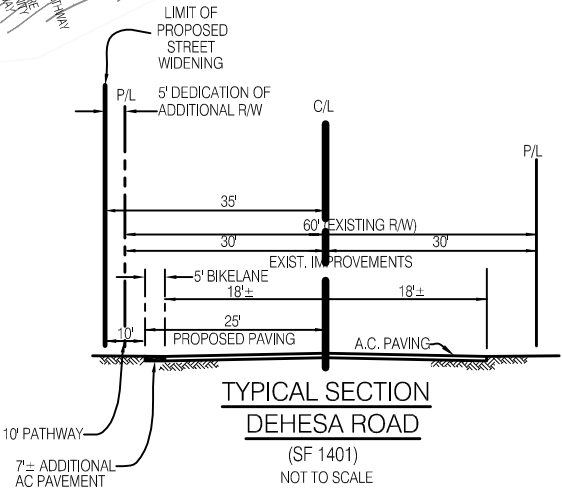 PATHWAY
LIMIT OF
PROPOSED
STREET
WIDENING
P/L
5' DEDICATION OF
ADDITIONAL R/W
C/L
P/L
35'
60' (EXISTING R/W)
30'
30'
EXIST. IMPROVEMENTS
5' BIKELANE
18'±
18'±
25'
10'
PROPOSED PAVING
A.C. PAVING
TYPICAL SECTION
DEHESA ROAD
(SF 1401)
NOT TO SCALE
10' PATHWAY
7'± ADDITIONAL
AC PAVEMENT